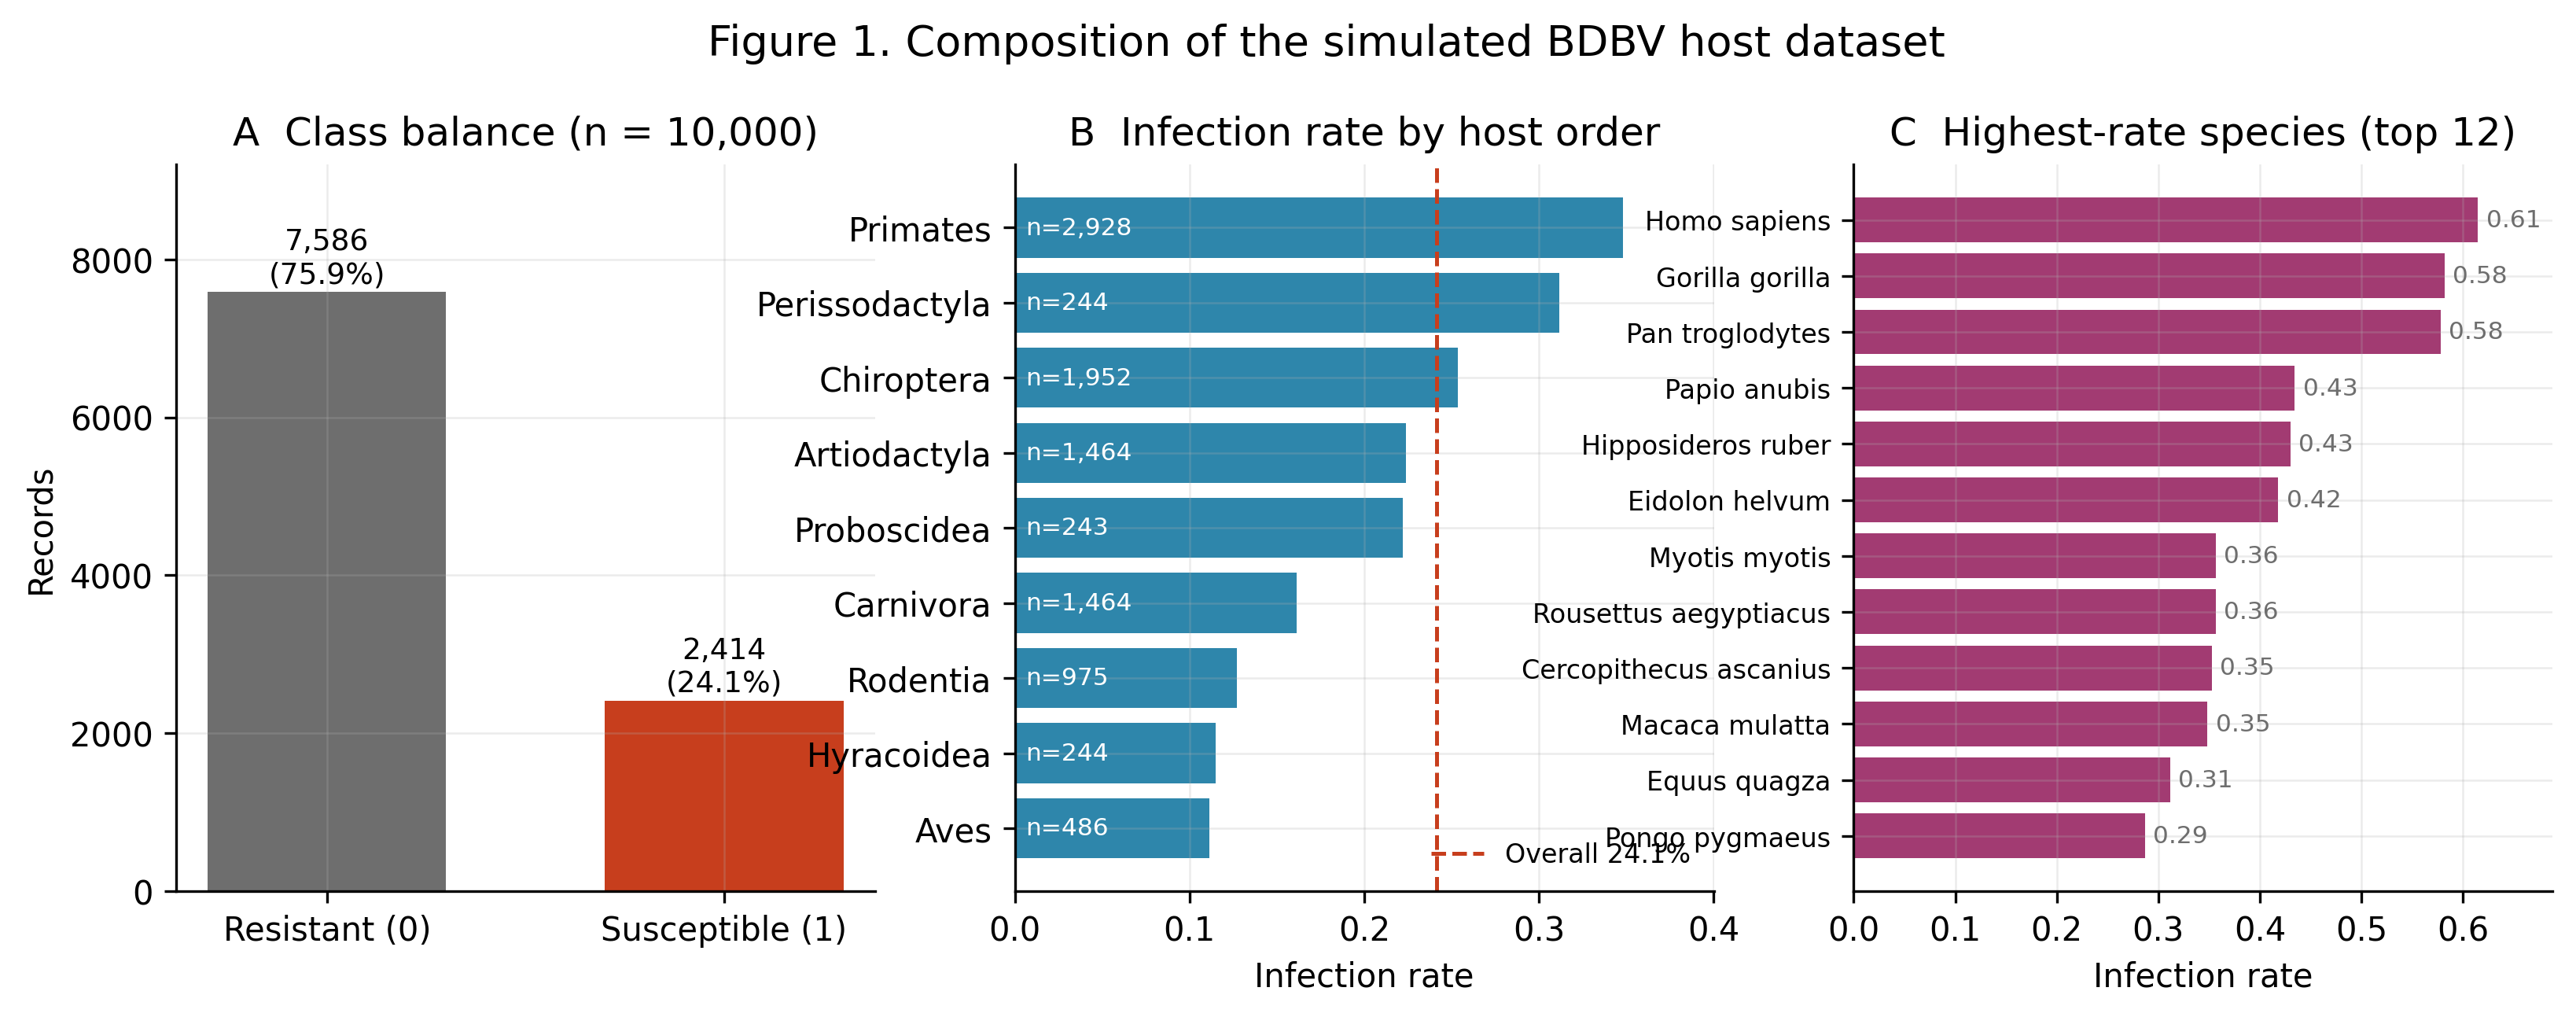 Figure 1. Composition of the simulated BDBV host dataset
A Class balance (n = 10,000)
Records
8000
6000
4000
2000
0
7,586
(75.9%)
2,414
(24.1%)
Resistant (0)
Susceptible (1)
B Infection rate by host order
Primates
n=2,928
Perissodactyla
n=244
Chiroptera
n=1,952
Artiodactyla
n=1,464
Proboscidea
n=243
Carnivora
n=1,464
Rodentia
n=975
Hyracoidea
n=244
Aves
n=486
Overall 24.1%
0.0 0.1 0.2 0.3 0.4
Infection rate
C Highest-rate species (top 12)
Homo sapiens 0.61
Gorilla gorilla 0.58
Pan troglodytes 0.58
Papio anubis 0.43
Hipposideros ruber 0.43
Eidolon helvum 0.42
Myotis myotis 0.36
Rousettus aegyptiacus 0.36
Cercopithecus ascanius 0.35
Macaca mulatta 0.35
Equus quagga 0.31
Pongo pygmaeus 0.29
0.0 0.1 0.2 0.3 0.4 0.5 0.6
Infection rate